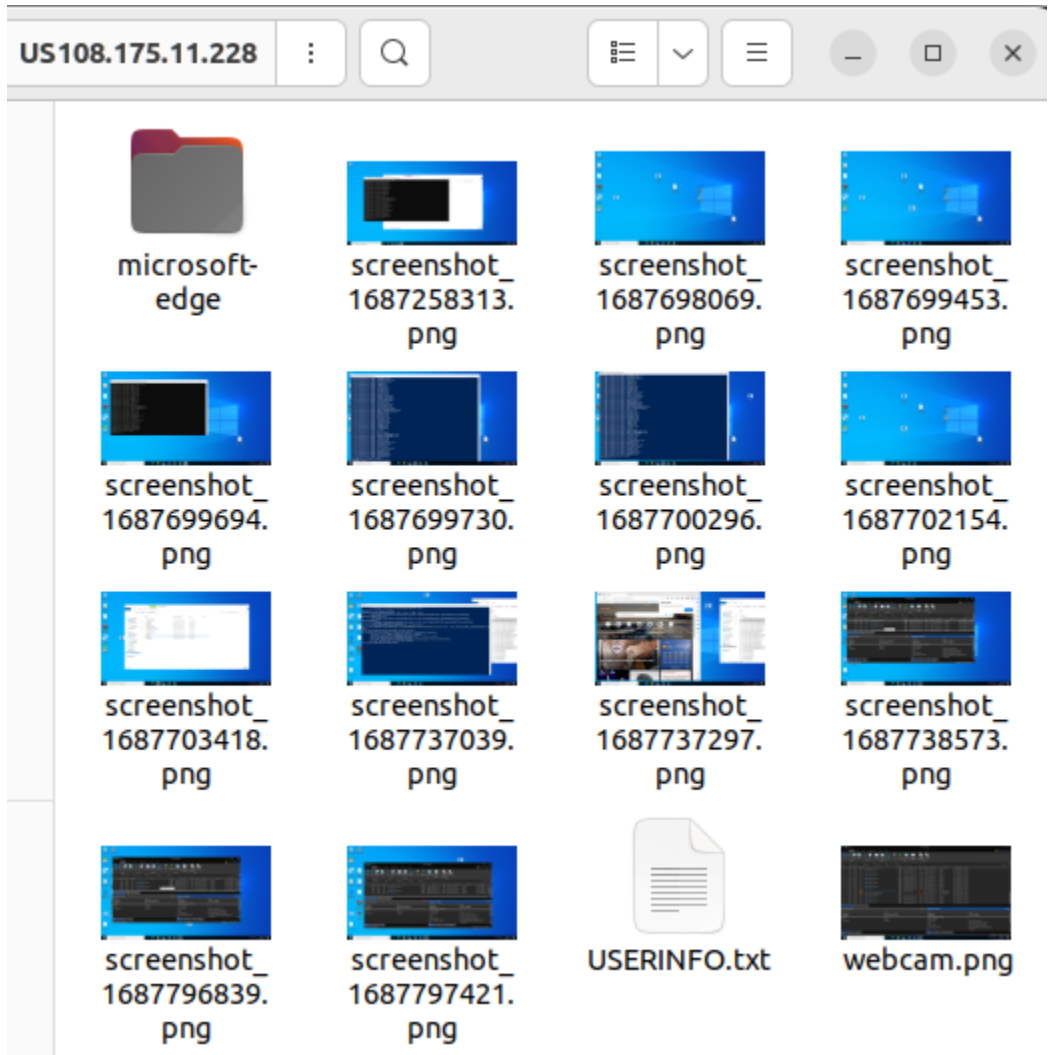 US108.175.11.228
microsoft-
edge
screenshot_
1687258313.
png
screenshot_
1687698069.
png
screenshot_
1687699453.
png
screenshot_
1687699694.
png
screenshot_
1687699730.
png
screenshot_
1687700296.
png
screenshot_
1687702154.
png
screenshot_
1687703418.
png
screenshot_
1687737039.
png
screenshot_
1687737297.
png
screenshot_
1687738573.
png
screenshot_
1687796839.
png
screenshot_
1687797421.
png
USERINFO.txt
webcam.png